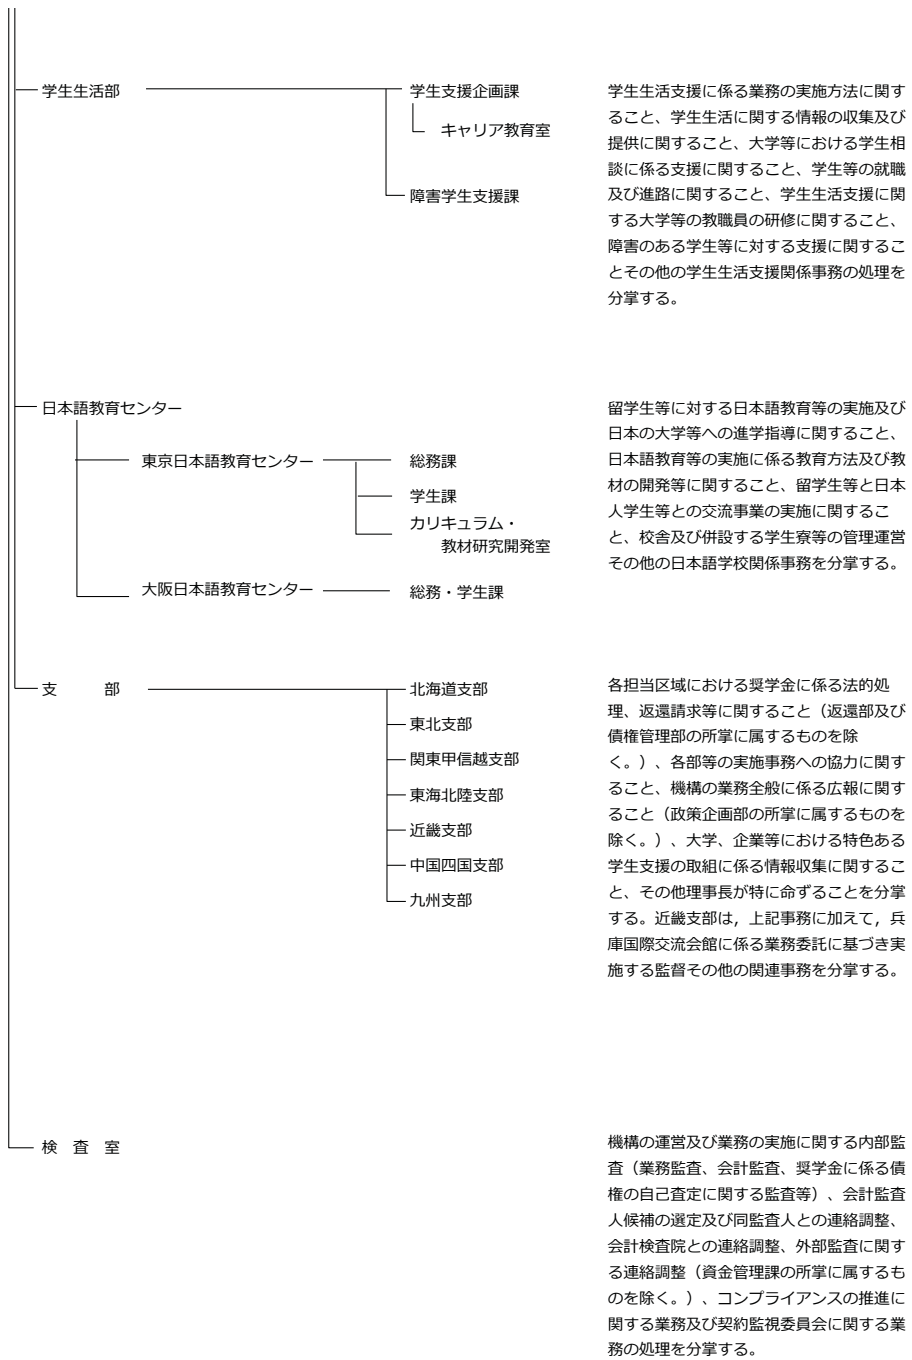 学生生活部
学生支援企画課
キャリア教育室
障害学生支援課
学生生活支援に係る業務の実施方法に関す
ること、学生生活に関する情報の収集及び
提供に関すること、大学等における学生相
談に係る支援に関すること、学生等の就職
及び進路に関すること、学生生活支援に関
する大学等の教職員の研修に関すること、
障害のある学生等に対する支援に関するこ
とその他の学生生活支援関係事務の処理を
分掌する。
日本語教育センター
東京日本語教育センター
総務課
学生課
カリキュラム・
教材研究開発室
大阪日本語教育センター
総務・学生課
留学生等に対する日本語教育等の実施及び
日本の大学等への進学指導に関すること、
日本語教育等の実施に係る教育方法及び教
材の開発等に関すること、留学生等と日本
人学生等との交流事業の実施に関するこ
と、校舎及び併設する学生寮等の管理運営
その他の日本語学校関係事務を分掌する。
支　　　部
北海道支部
東北支部
関東甲信越支部
東海北陸支部
近畿支部
中国四国支部
九州支部
各担当区域における奨学金に係る法的処
理、返還請求等に関すること（返還部及び
債権管理部の所掌に属するものを除
く。）、各部等の実施事務への協力に関す
ること、機構の業務全般に係る広報に関す
ること（政策企画部の所掌に属するものを
除く。）、大学、企業等における特色ある
学生支援の取組に係る情報収集に関するこ
と、その他理事長が特に命ずることを分掌
する。近畿支部は，上記事務に加えて，兵
庫国際交流会館に係る業務委託に基づき実
施する監督その他の関連事務を分掌する。
検　査　室
機構の運営及び業務の実施に関する内部監
査（業務監査、会計監査、奨学金に係る債
権の自己査定に関する監査等）、会計監査
人候補の選定及び同監査人との連絡調整、
会計検査院との連絡調整、外部監査に関す
る連絡調整（資金管理課の所掌に属するも
のを除く。）、コンプライアンスの推進に
関する業務及び契約監視委員会に関する業
務の処理を分掌する。